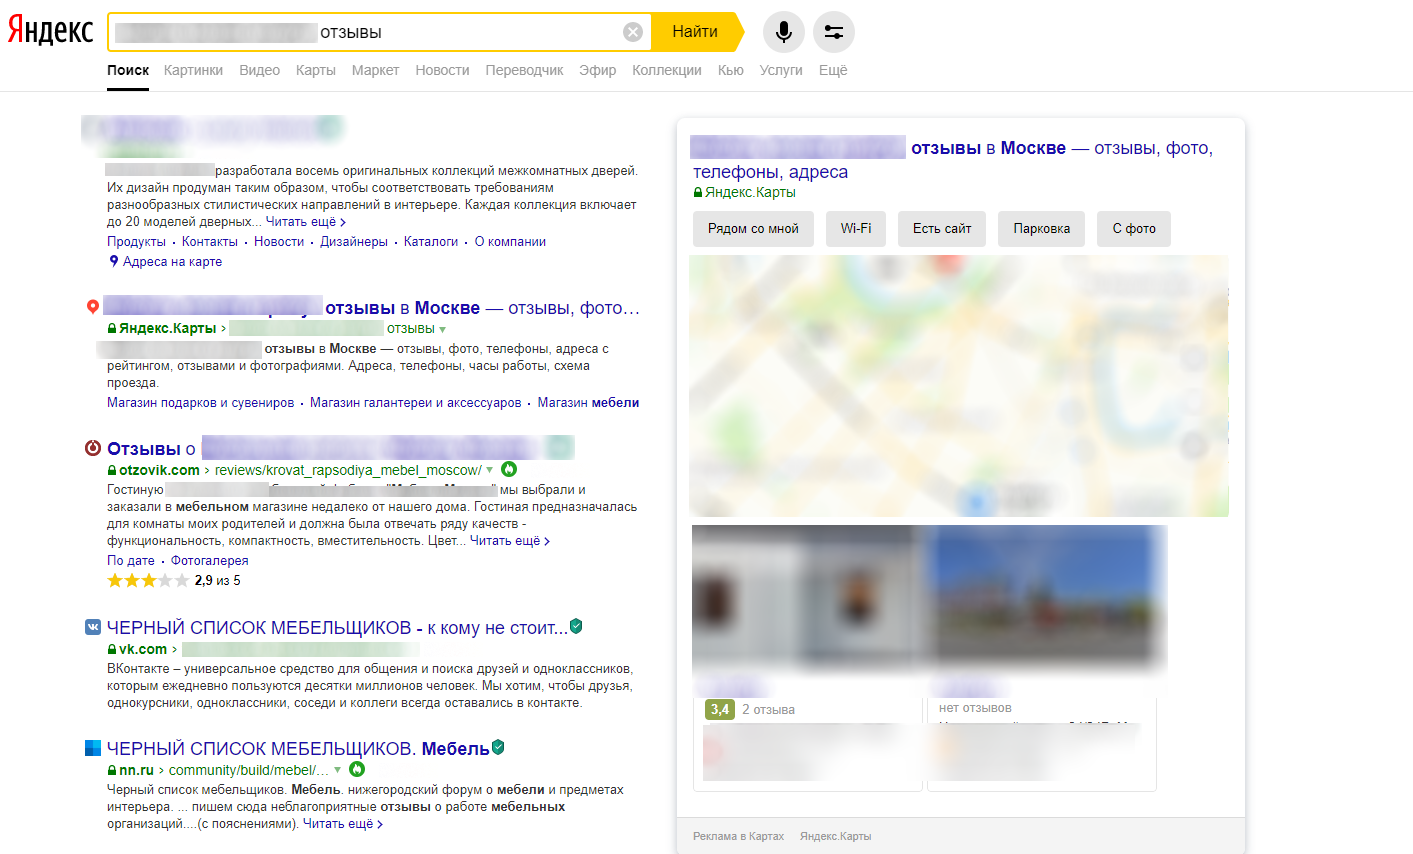 Яндекс
отзывы
Найти
Поиск Картинки Видео Карты Маркет Новости Переводчик Эфир Коллекции Кью Услуги Ещё
разработала восемь оригинальных коллекций межкомнатных дверей.
Их дизайн продуман таким образом, чтобы соответствовать требованиям
разнообразных стилистических направлений в интерьере. Каждая коллекция включает
до 20 моделей дверных... Читать ещё >
Продукты · Контакты · Новости · Дизайнеры · Каталоги · О компании
Адреса на карте
отзывы в Москве — отзывы, фото…
Яндекс.Карты › отзывы
отзывы в Москве — отзывы, фото, телефоны, адреса с
рейтингом, отзывами и фотографиями. Адреса, телефоны, часы работы, схема
проезда.
Магазин подарков и сувениров · Магазин галантереи и аксессуаров · Магазин мебели
Отзывы о
otzovik.com › reviews/krovat_rapsodiya_mebel_moscow/
Гостиную мы выбрали и
заказали в мебельном магазине недалеко от нашего дома. Гостиная предназначалась
для комнаты моих родителей и должна была отвечать ряду качеств -
функциональность, компактность, вместительность. Цвет... Читать ещё >
По дате · Фотогалерея
2,9 из 5
ЧЕРНЫЙ СПИСОК МЕБЕЛЬЩИКОВ - к кому не стоит...
vk.com ›
ВКонтакте – универсальное средство для общения и поиска друзей и одноклассников,
которым ежедневно пользуются десятки миллионов человек. Мы хотим, чтобы друзья,
однокурсники, одноклассники, соседи и коллеги всегда оставались в контакте.
ЧЕРНЫЙ СПИСОК МЕБЕЛЬЩИКОВ. Мебель
nn.ru › community/build/mebel/...
Черный список мебельщиков. Мебель. нижегородский форум о мебели и предметах
интерьера. ... пишем сюда неблагоприятные отзывы о работе мебельных
организаций....(с пояснениями). Читать ещё >
отзывы в Москве — отзывы, фото,
телефоны, адреса
Яндекс.Карты
Рядом со мной Wi-Fi Есть сайт Парковка С фото
3,4 2 отзыва
нет отзывов
Реклама в Картах Яндекс.Карты